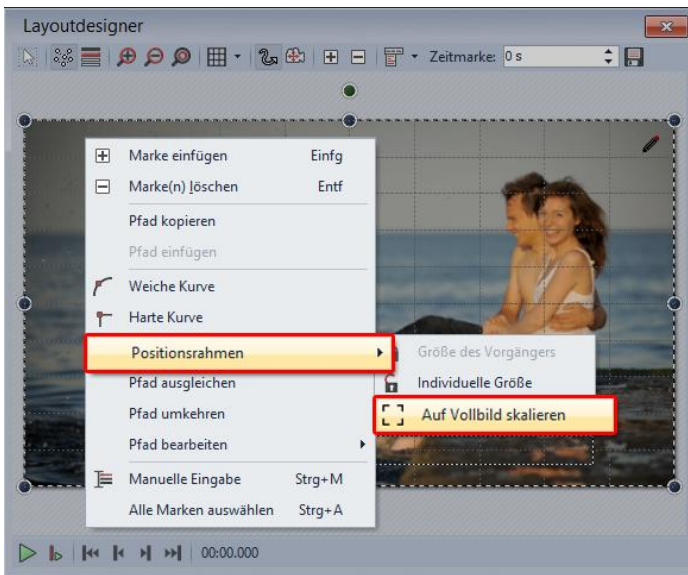 Layoutdesigner
Zeitmarke: 0 s
Marke einfügen Einfg
Marke(n) löschen Entf
Pfad kopieren
Pfad einfügen
Weiche Kurve
Harte Kurve
Positionsrahmen
Größe des Vorgängers
Pfad ausgleichen
Individuelle Größe
Pfad umkehren
Auf Vollbild skalieren
Pfad bearbeiten
Manuelle Eingabe Strg+M
Alle Marken auswählen Strg+A
00:00.000